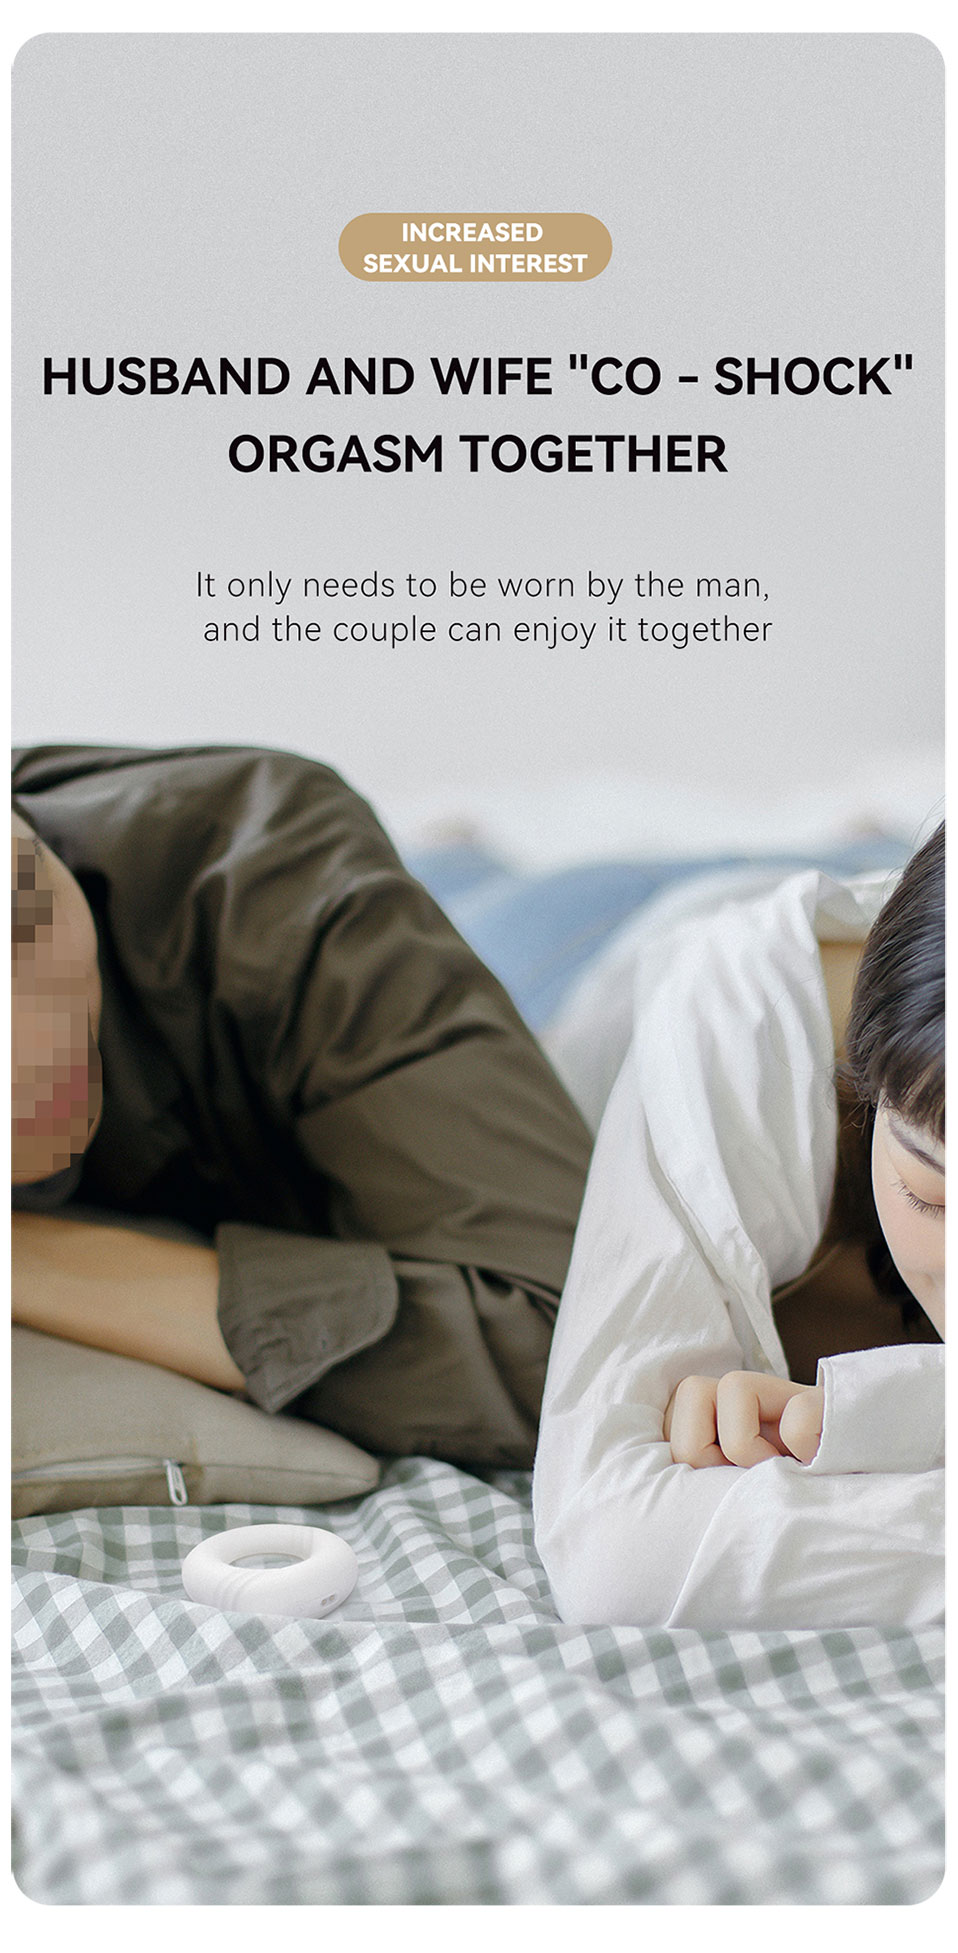 INCREASED
SEXUAL INTEREST
HUSBAND AND WIFE "CO - SHOCK"
ORGASM TOGETHER
It only needs to be worn by the man,
and the couple can enjoy it together